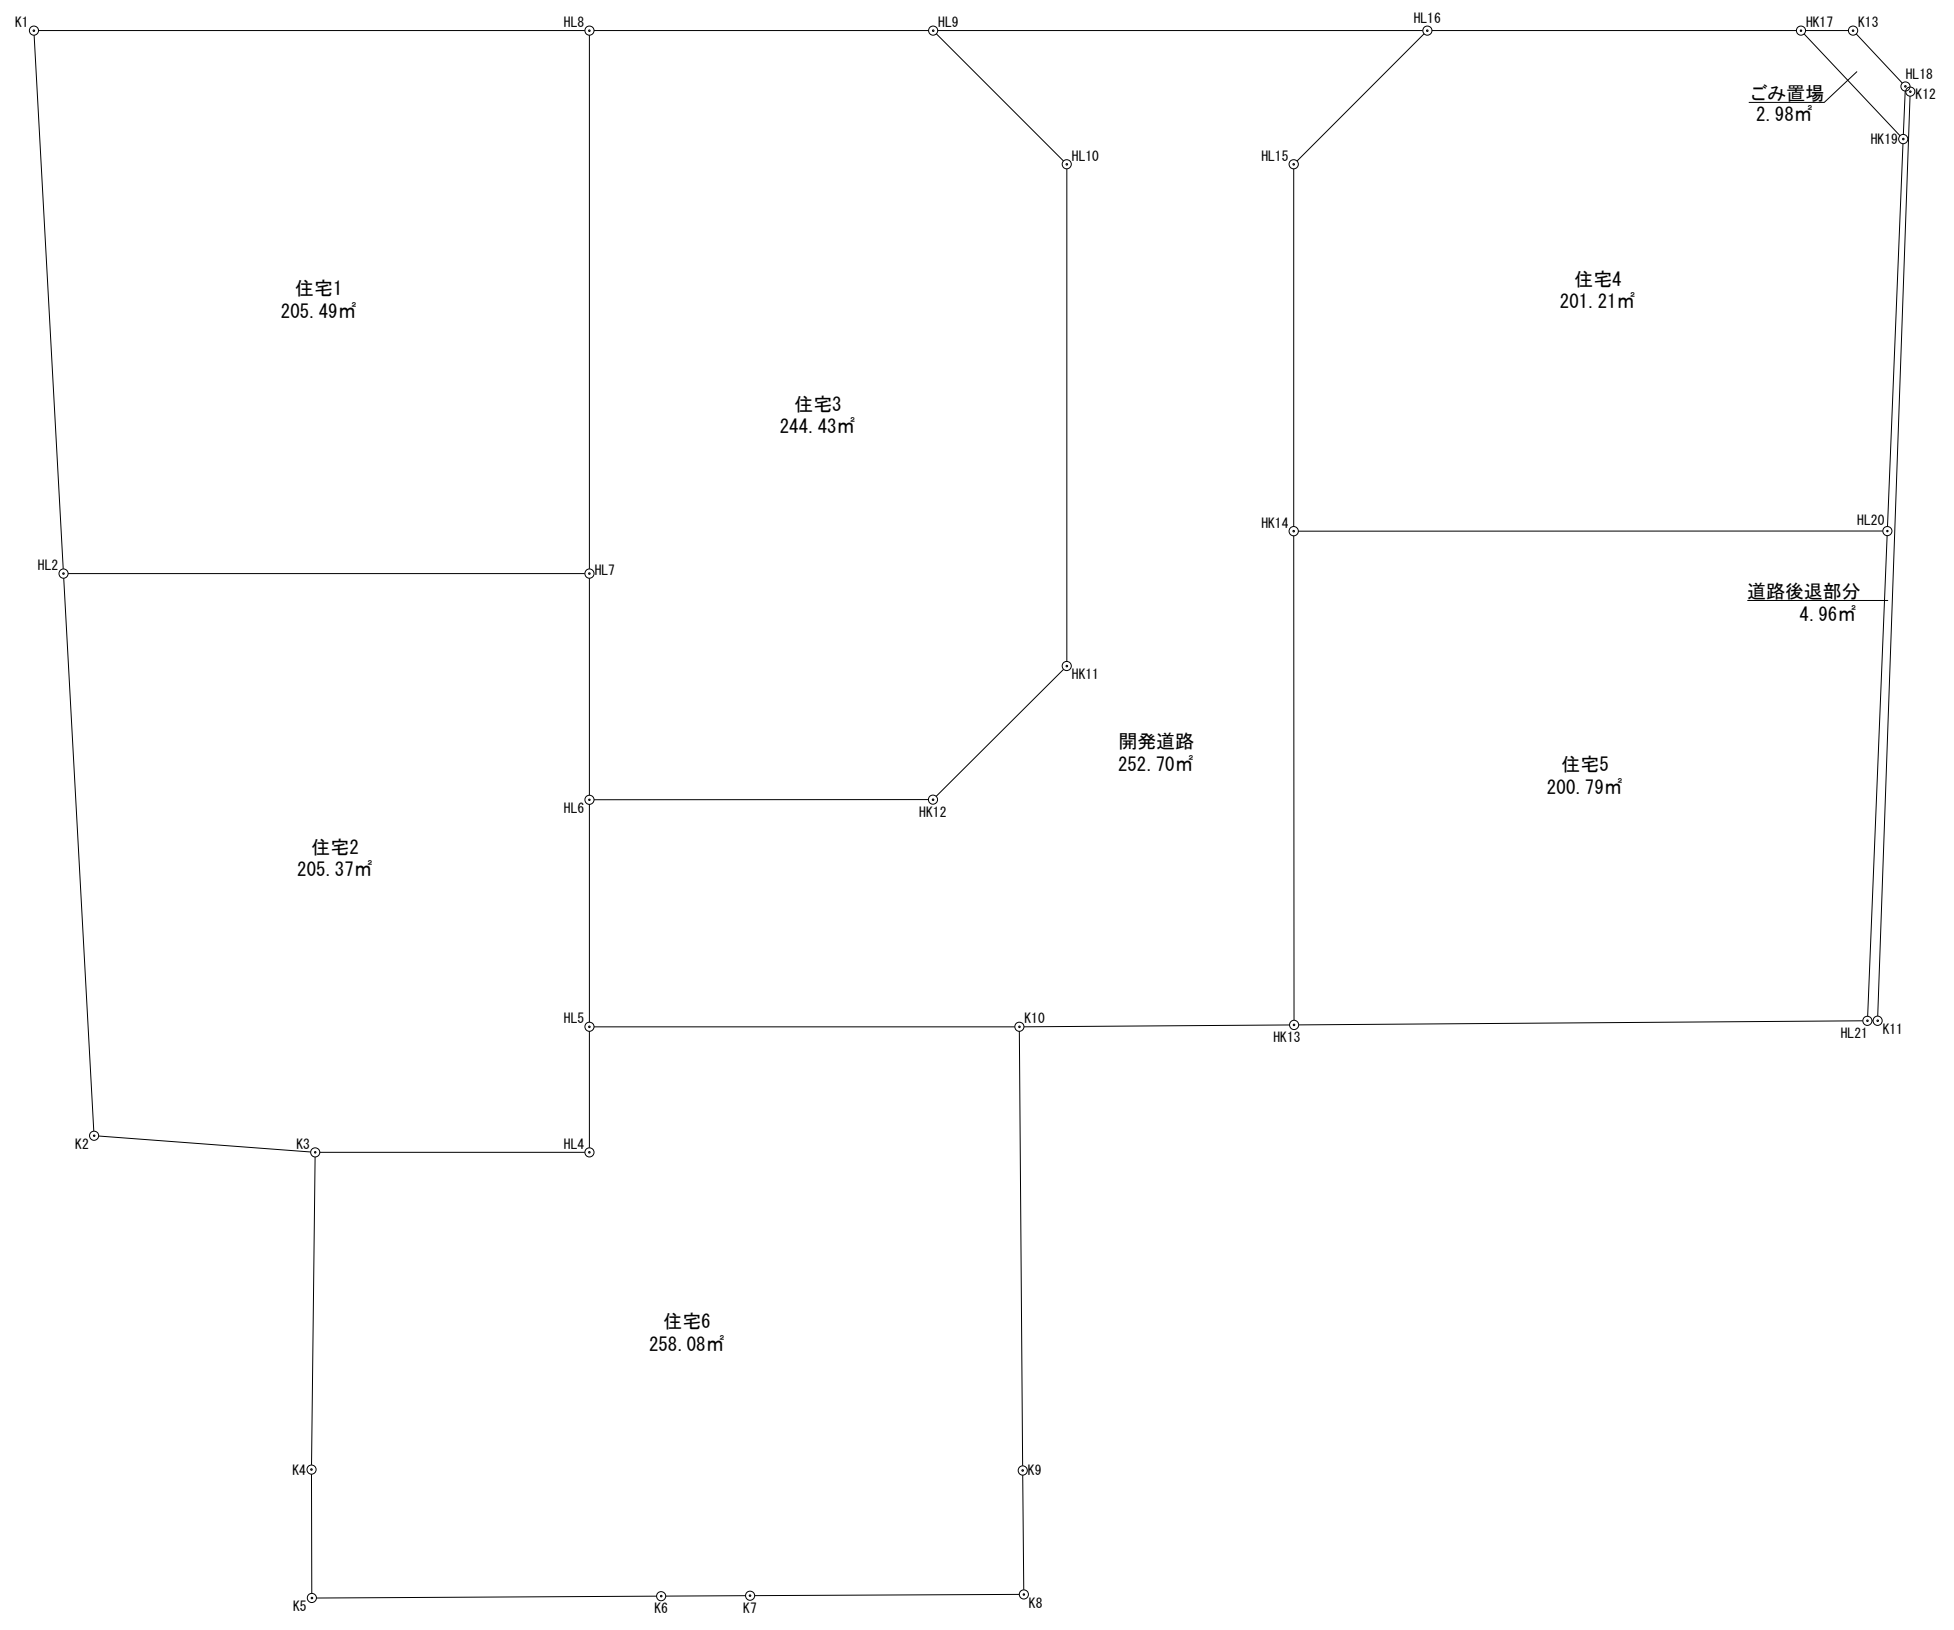 K1
HL8
HL9
HL16
HK17
K13
HL18
K12
ごみ置場
2.98㎡
HK19
HL10
HL15
住宅1
205.49㎡
住宅4
201.21㎡
住宅3
244.43㎡
HK14
HL20
HL2
HL7
道路後退部分
4.96㎡
HK11
開発道路
252.70㎡
住宅5
200.79㎡
HL6
HK12
住宅2
205.37㎡
HL5
K10
HK13
HL21
K11
K2
K3
HL4
住宅6
258.08㎡
K4
K9
K5
K6
K7
K8